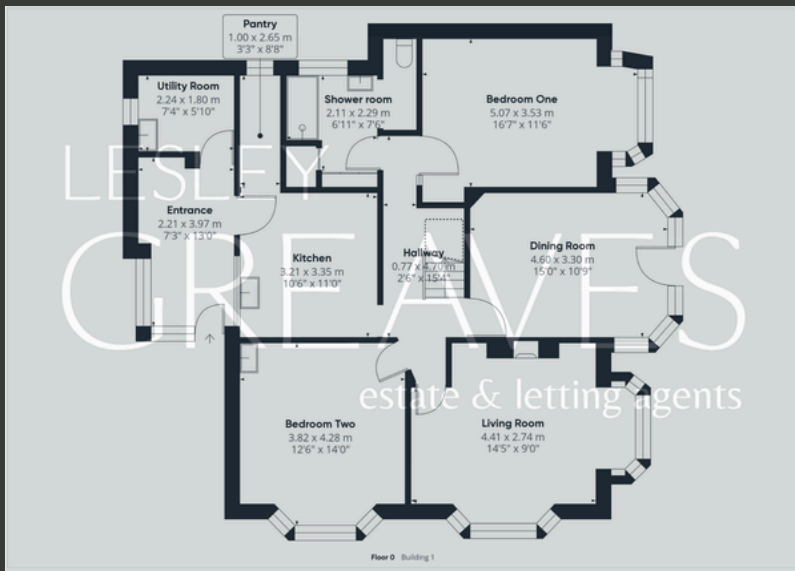 Pantry
1.00 x 2.65 m
3'3" x 8'8"
Utility Room
2.24 x 1.80 m
7'4" x 5'10"
Shower room
2.11 x 2.29 m
6'11" x 7'6"
Bedroom One
5.07 x 3.53 m
16'7" x 11'6"
LESLEY
GREAVES
estate & letting agents
Entrance
2.21 x 3.97 m
7'3" x 13'0"
Kitchen
3.21 x 3.35 m
10'6" x 11'0"
Hallway
0.77 x 4.70 m
2'6" x 15'4"
Dining Room
4.60 x 3.30 m
15'0" x 10'9"
Bedroom Two
3.82 x 4.28 m
12'6" x 14'0"
Living Room
4.41 x 2.74 m
14'5" x 9'0"
Floor 0 Building 1